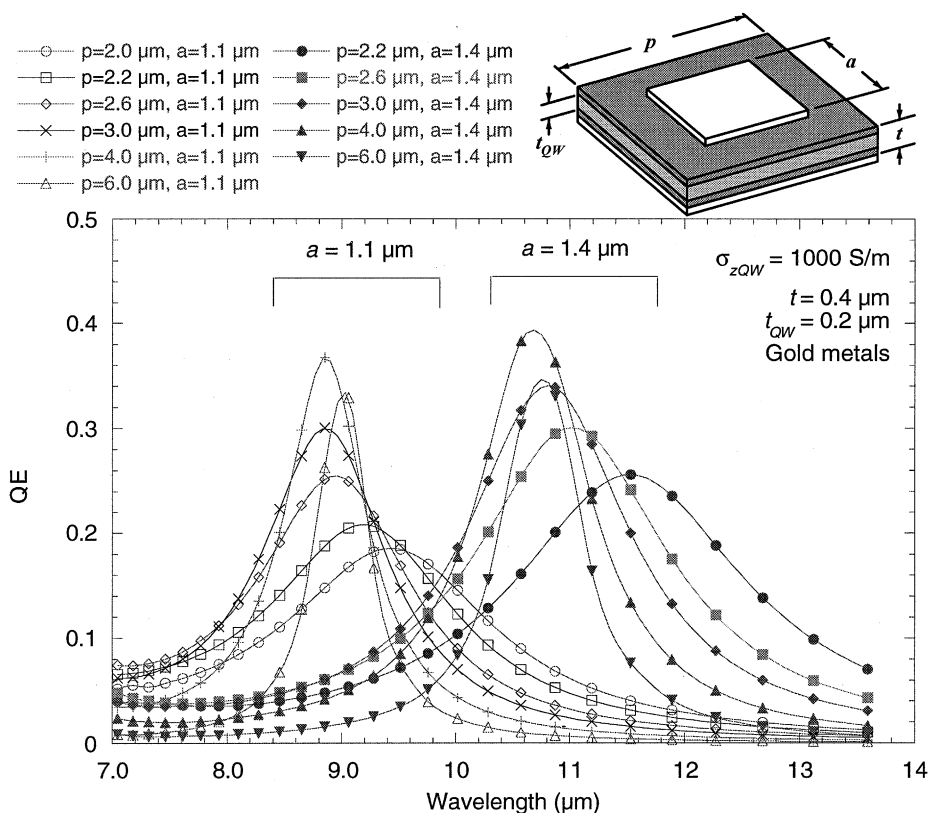 p=2.0 μm, a=1.1 μm
p=2.2 μm, a=1.1 μm
p=2.6 μm, a=1.1 μm
p=3.0 μm, a=1.1 μm
p=4.0 μm, a=1.1 μm
p=6.0 μm, a=1.1 μm
p=2.2 μm, a=1.4 μm
p=2.6 μm, a=1.4 μm
p=3.0 μm, a=1.4 μm
p=4.0 μm, a=1.4 μm
p=6.0 μm, a=1.4 μm
p
a
t
tQW
a = 1.1 μm
a = 1.4 μm
σzQW = 1000 S/m
t = 0.4 μm
tQW = 0.2 μm
Gold metals
QE
0.5
0.4
0.3
0.2
0.1
0
7.0 8.0 9.0 10 11 12 13 14
Wavelength (μm)